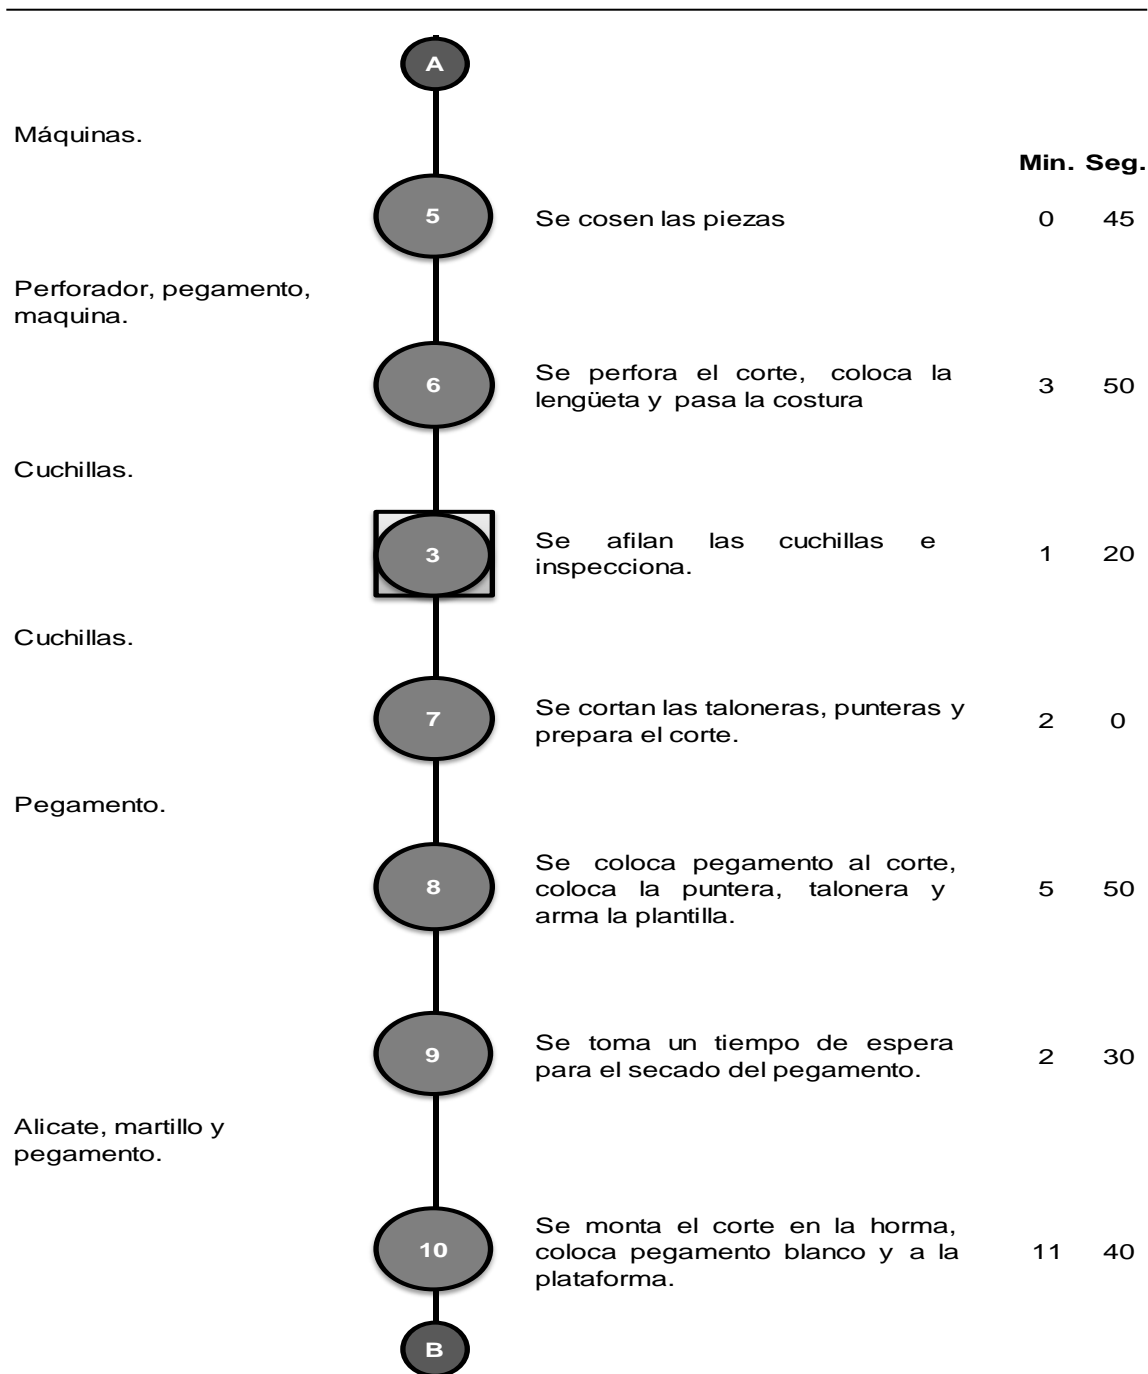 A
Máquinas.
Min. Seg.
5
Se cosen las piezas
0 45
Perforador, pegamento,
maquina.
6
Se perfora el corte, coloca la
lengüeta y pasa la costura
3 50
Cuchillas.
3
Se afilan las cuchillas e
inspecciona.
1 20
Cuchillas.
7
Se cortan las taloneras, punteras y
prepara el corte.
2 0
Pegamento.
8
Se coloca pegamento al corte,
coloca la puntera, talonera y
arma la plantilla.
5 50
9
Se toma un tiempo de espera
para el secado del pegamento.
2 30
Alicate, martillo y
pegamento.
10
Se monta el corte en la horma,
coloca pegamento blanco y a la
plataforma.
11 40
B